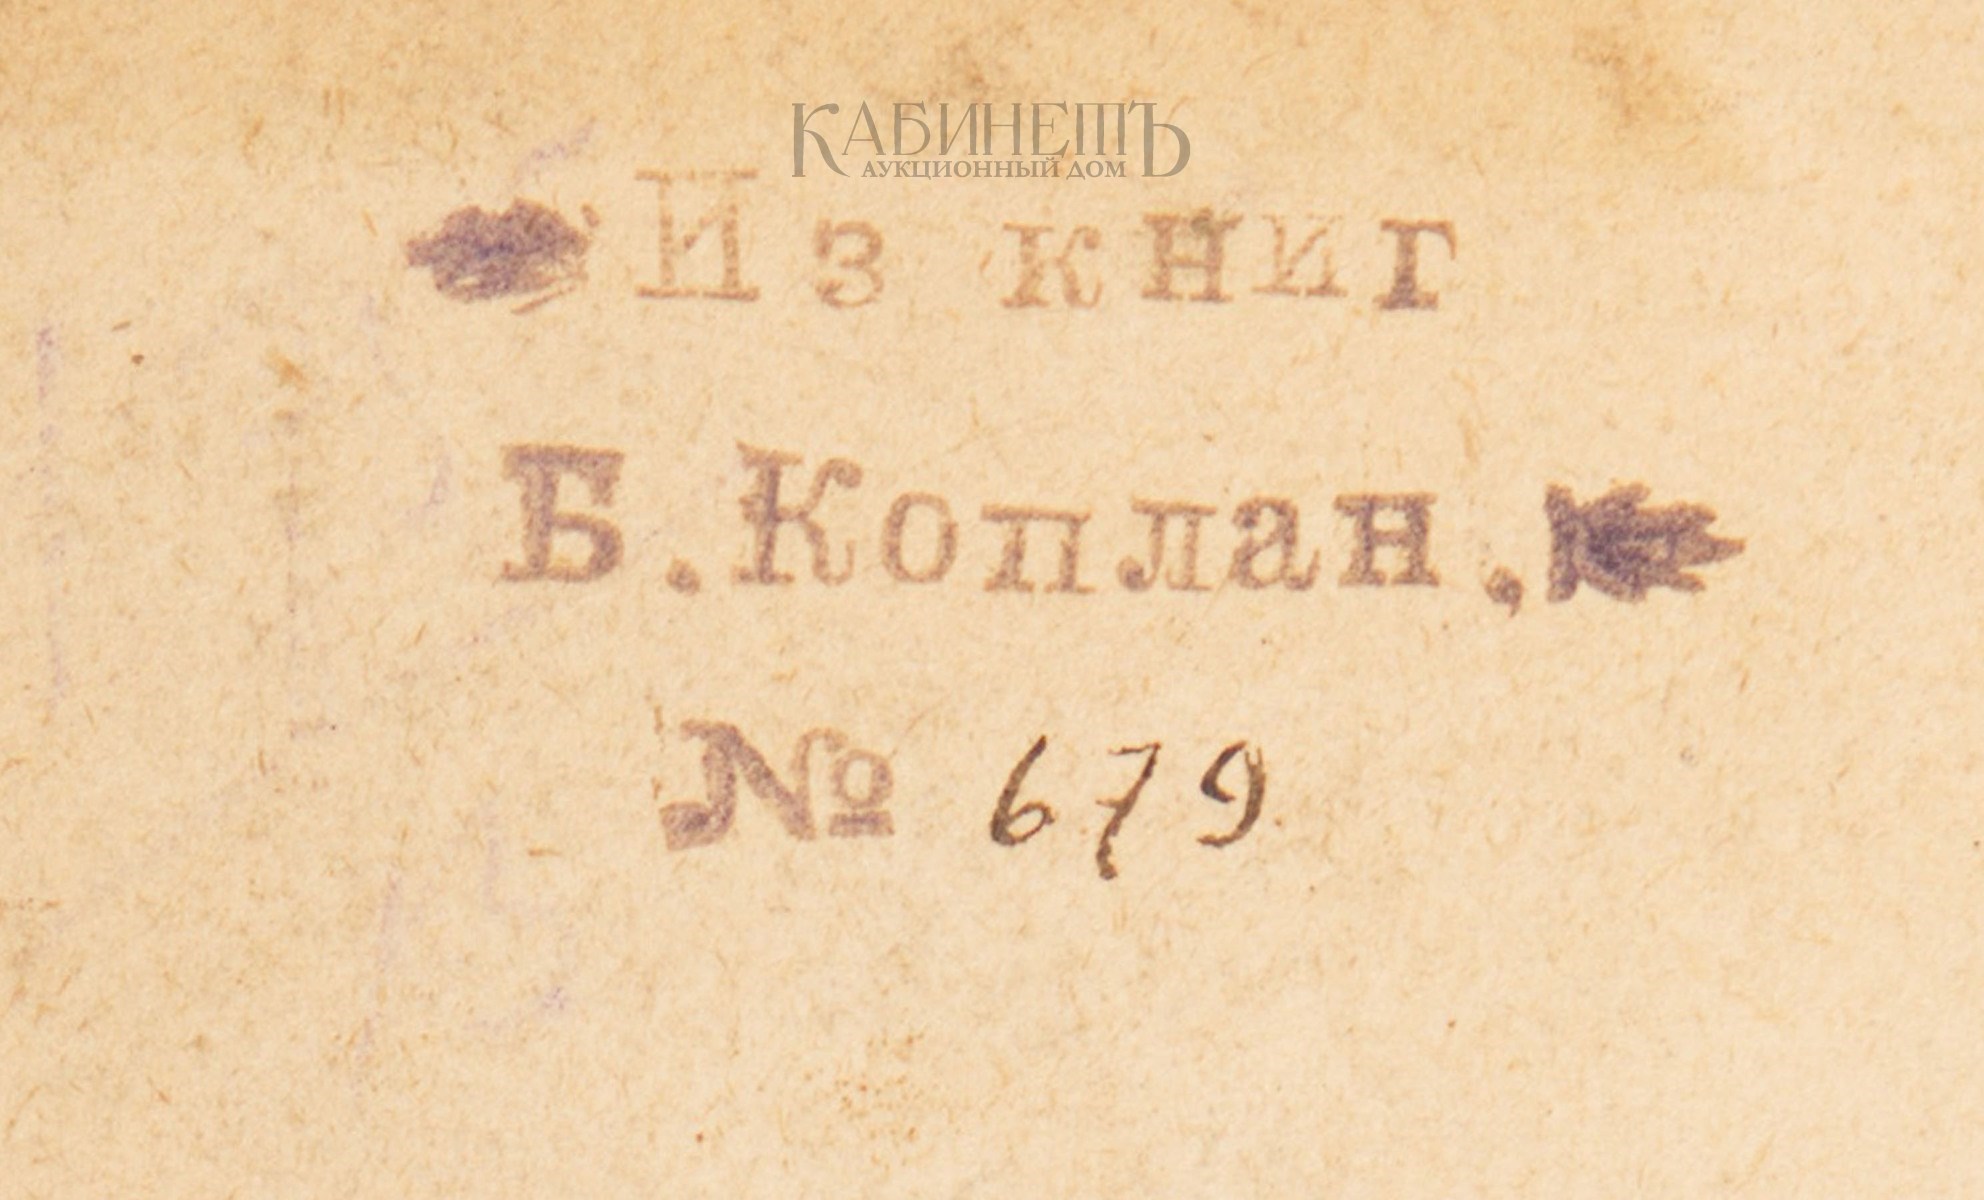 КАБИНЕТЪ
АУКЦИОННЫЙ ДОМ
Из книг
Б. Коплан,
№ 679